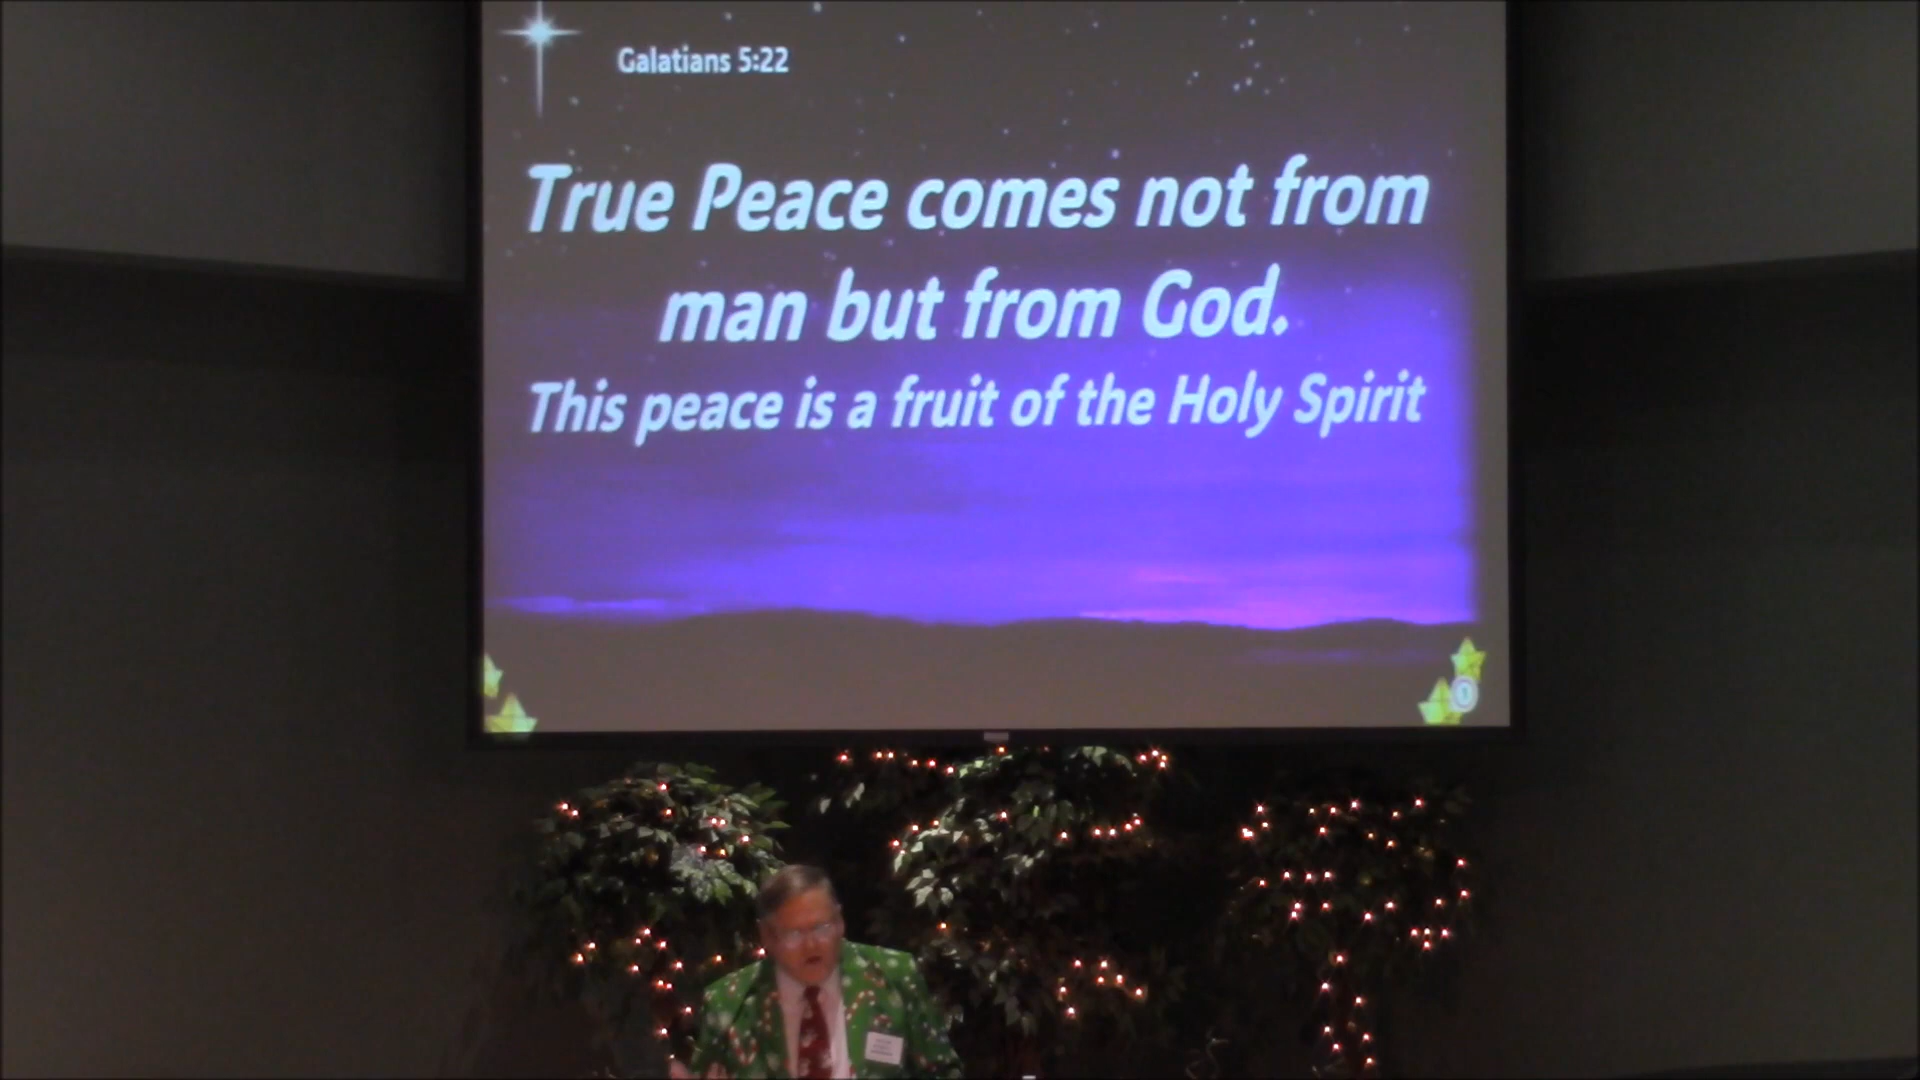 Galatians 5:22
True Peace comes not from
man but from God.
This peace is a fruit of the Holy Spirit